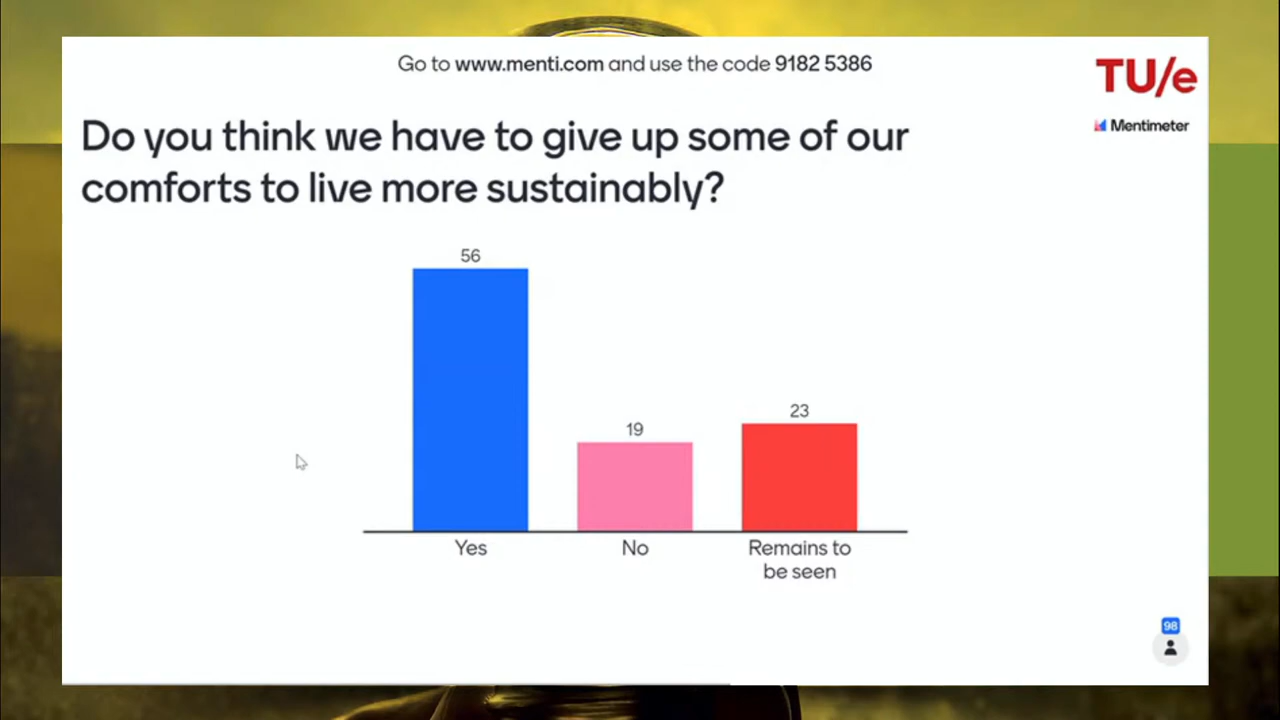 Go to www.menti.com and use the code 9182 5386
TU/e
Mentimeter
Do you think we have to give up some of our
comforts to live more sustainably?
56
19
23
Yes
No
Remains to
be seen
98